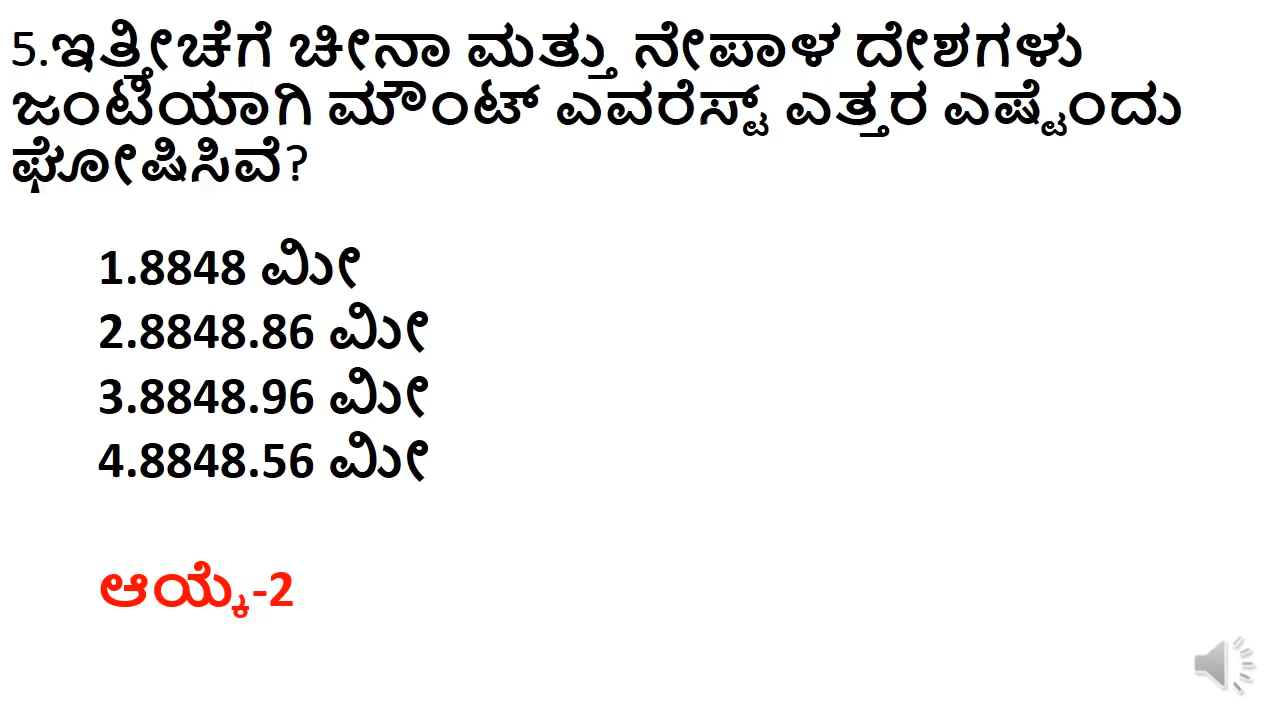 5.ಇತ್ತೀಚೆಗೆ ಚೀನಾ ಮತ್ತು ನೇಪಾಳ ದೇಶಗಳು
ಜಂಟಿಯಾಗಿ ಮೌಂಟ್ ಎವರೆಸ್ಟ್ ಎತ್ತರ ಎಷ್ಟೆಂದು
ಘೋಷಿಸಿವೆ?
1.8848 ಮೀ
2.8848.86 ಮೀ
3.8848.96 ಮೀ
4.8848.56 ಮೀ
ಆಯ್ಕೆ-2